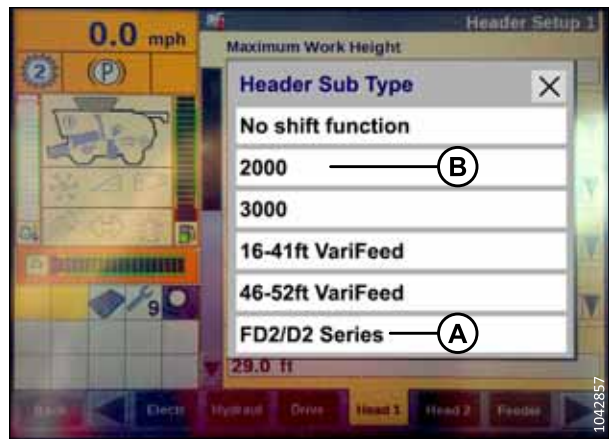 0.0 mph
Header Setup 1
Maximum Work Height
2
(P)
Header Sub Type
No shift function
2000
B
3000
16-41ft VariFeed
46-52ft VariFeed
9
FD2/D2 Series
A
29.0 ft
Back
Electr
Hydraul
Drive
Head 1
Head 2
Feeder
1042857